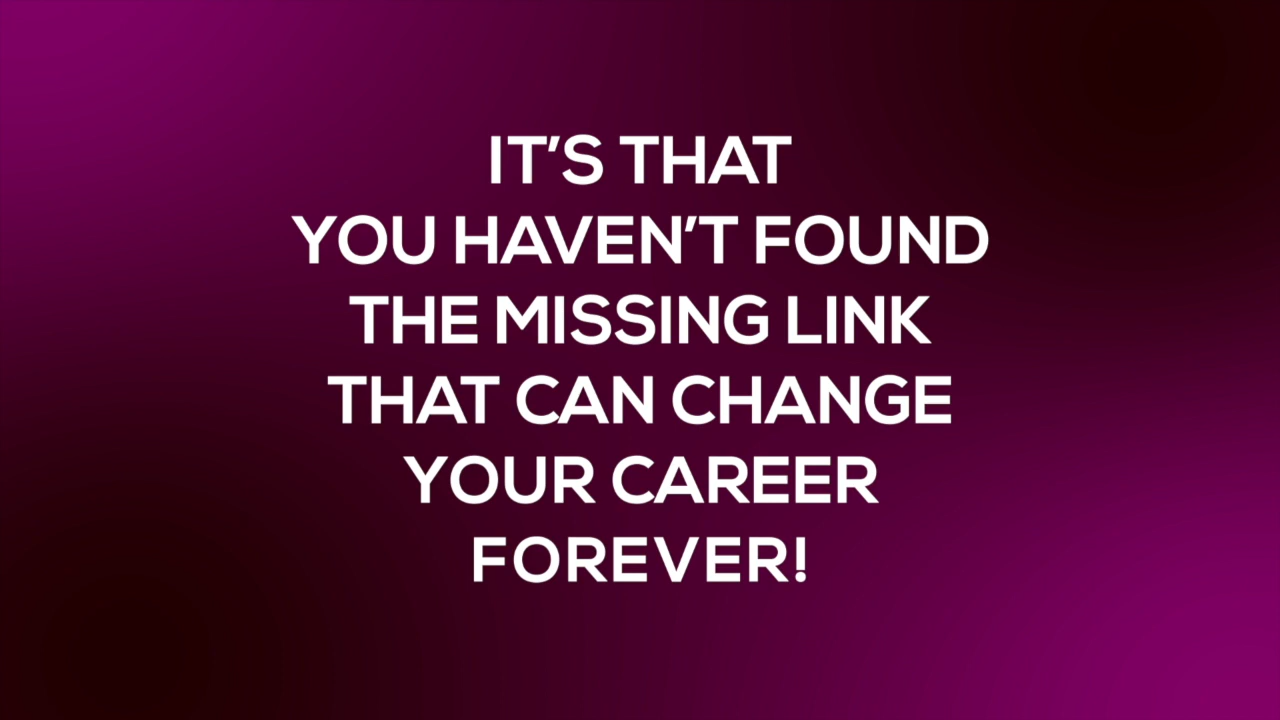 IT’S THAT
YOU HAVEN’T FOUND
THE MISSING LINK
THAT CAN CHANGE
YOUR CAREER
FOREVER!